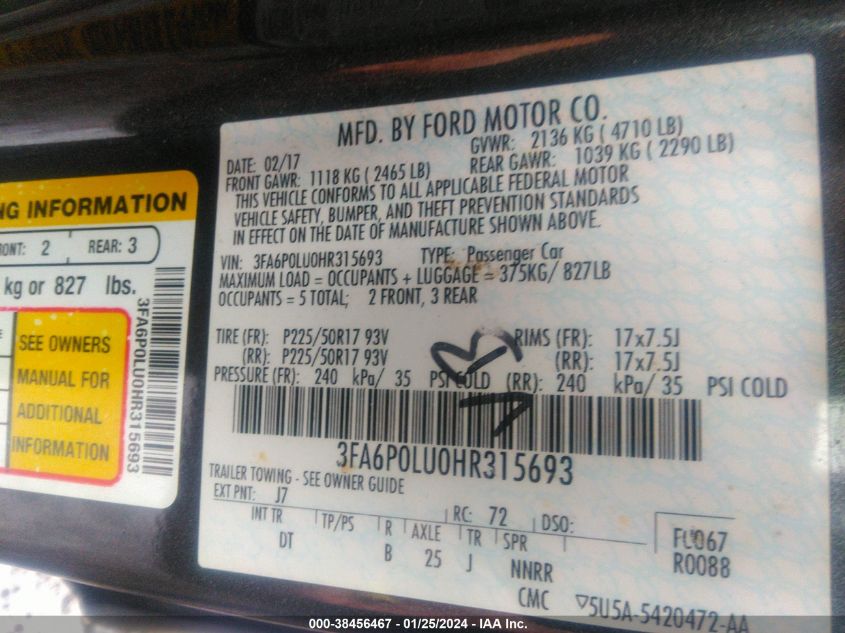 NG INFORMATION
RONT: 2 REAR: 3
kg or 827 lbs.
SEE OWNERS
MANUAL FOR
ADDITIONAL
INFORMATION
3FA6P0LU0HR315693
MFD. BY FORD MOTOR CO.
DATE: 02/17 GVWR: 2136 KG ( 4710 LB)
FRONT GAWR: 1118 KG ( 2465 LB) REAR GAWR: 1039 KG ( 2290 LB)
THIS VEHICLE CONFORMS TO ALL APPLICABLE FEDERAL MOTOR
VEHICLE SAFETY, BUMPER, AND THEFT PREVENTION STANDARDS
IN EFFECT ON THE DATE OF MANUFACTURE SHOWN ABOVE.
VIN: 3FA6P0LU0HR315693 TYPE: Passenger Car
MAXIMUM LOAD = OCCUPANTS + LUGGAGE = 375KG/ 827LB
OCCUPANTS = 5 TOTAL; 2 FRONT, 3 REAR
TIRE (FR): P225/50R17 93V RIMS (FR): 17x7.5J
(RR): P225/50R17 93V (RR): 17x7.5J
PRESSURE (FR): 240 kPa/ 35 PSI COLD (RR): 240 kPa/ 35 PSI COLD
3FA6P0LU0HR315693
TRAILER TOWING - SEE OWNER GUIDE
EXT PNT: J7 RC: 72 DSO:
INT TR TP/PS R AXLE TR SPR
DT B 25 J NNRR
FC067
R0088
CMC ▽5U5A-5420472-AA
000-38456467 - 01/25/2024 - IAA Inc.